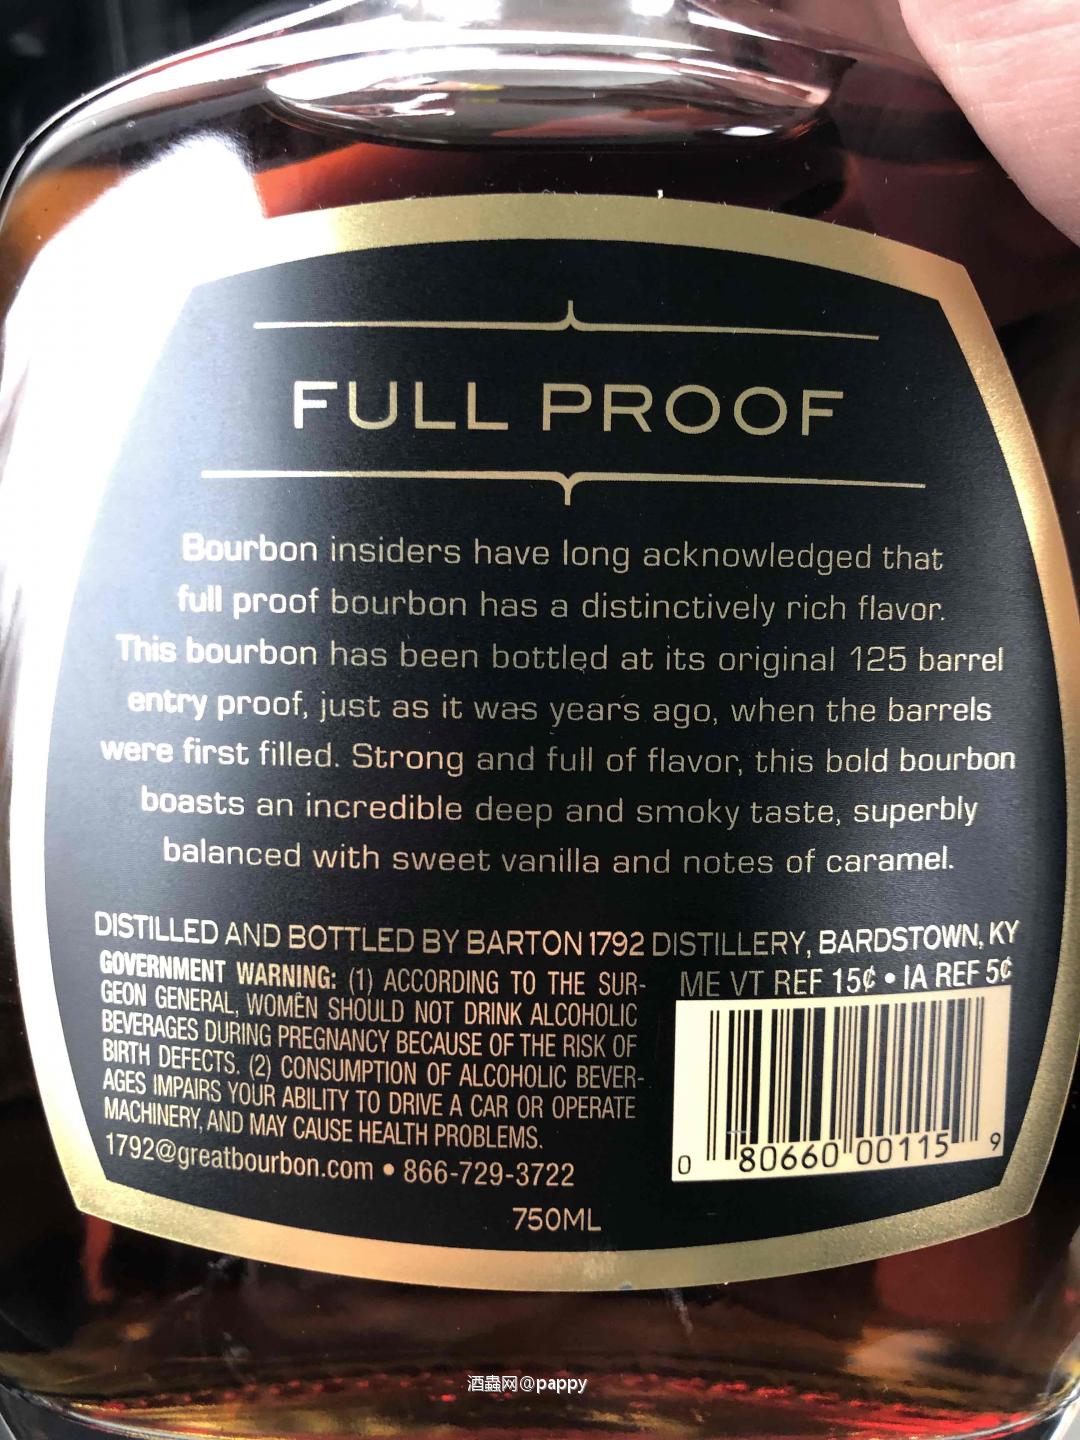 FULL PROOF
Bourbon insiders have long acknowledged that
full proof bourbon has a distinctively rich flavor.
This bourbon has been bottled at its original 125 barrel
entry proof, just as it was years ago, when the barrels
were first filled. Strong and full of flavor, this bold bourbon
boasts an incredible deep and smoky taste, superbly
balanced with sweet vanilla and notes of caramel.
DISTILLED AND BOTTLED BY BARTON 1792 DISTILLERY, BARDSTOWN, KY
GOVERNMENT WARNING: (1) ACCORDING TO THE SUR-
GEON GENERAL, WOMEN SHOULD NOT DRINK ALCOHOLIC
BEVERAGES DURING PREGNANCY BECAUSE OF THE RISK OF
BIRTH DEFECTS. (2) CONSUMPTION OF ALCOHOLIC BEVER-
AGES IMPAIRS YOUR ABILITY TO DRIVE A CAR OR OPERATE
MACHINERY, AND MAY CAUSE HEALTH PROBLEMS.
1792@greatbourbon.com • 866-729-3722
ME VT REF 15¢ • IA REF 5¢
0 80660 00115 9
750ML
酒蟲网@pappy